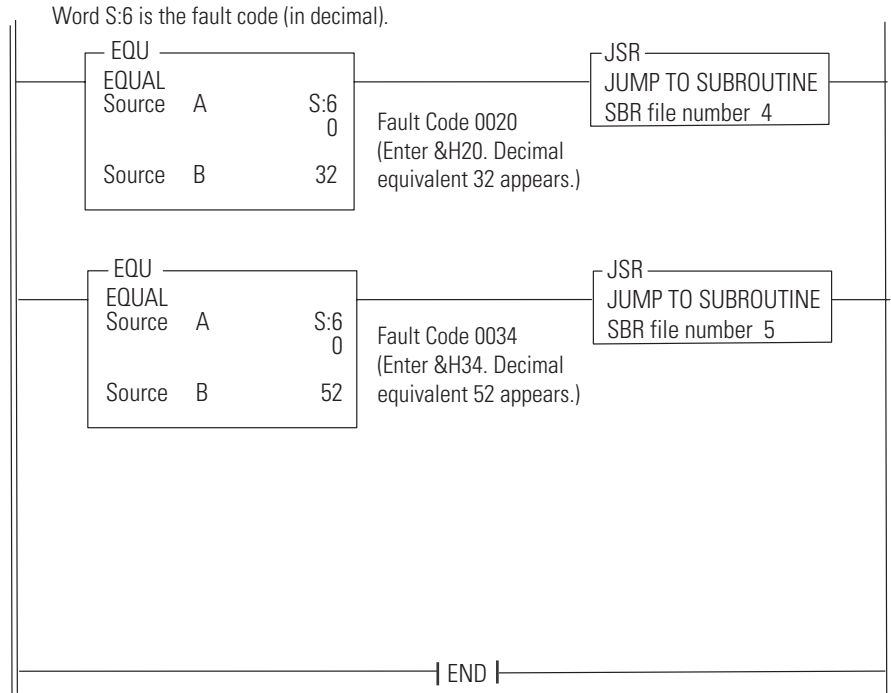 Word S:6 is the fault code (in decimal).
EQU
EQUAL
Source A S:6
0
Source B 32
Fault Code 0020
(Enter &H20. Decimal
equivalent 32 appears.)
JSR
JUMP TO SUBROUTINE
SBR file number 4
EQU
EQUAL
Source A S:6
0
Source B 52
Fault Code 0034
(Enter &H34. Decimal
equivalent 52 appears.)
JSR
JUMP TO SUBROUTINE
SBR file number 5
END